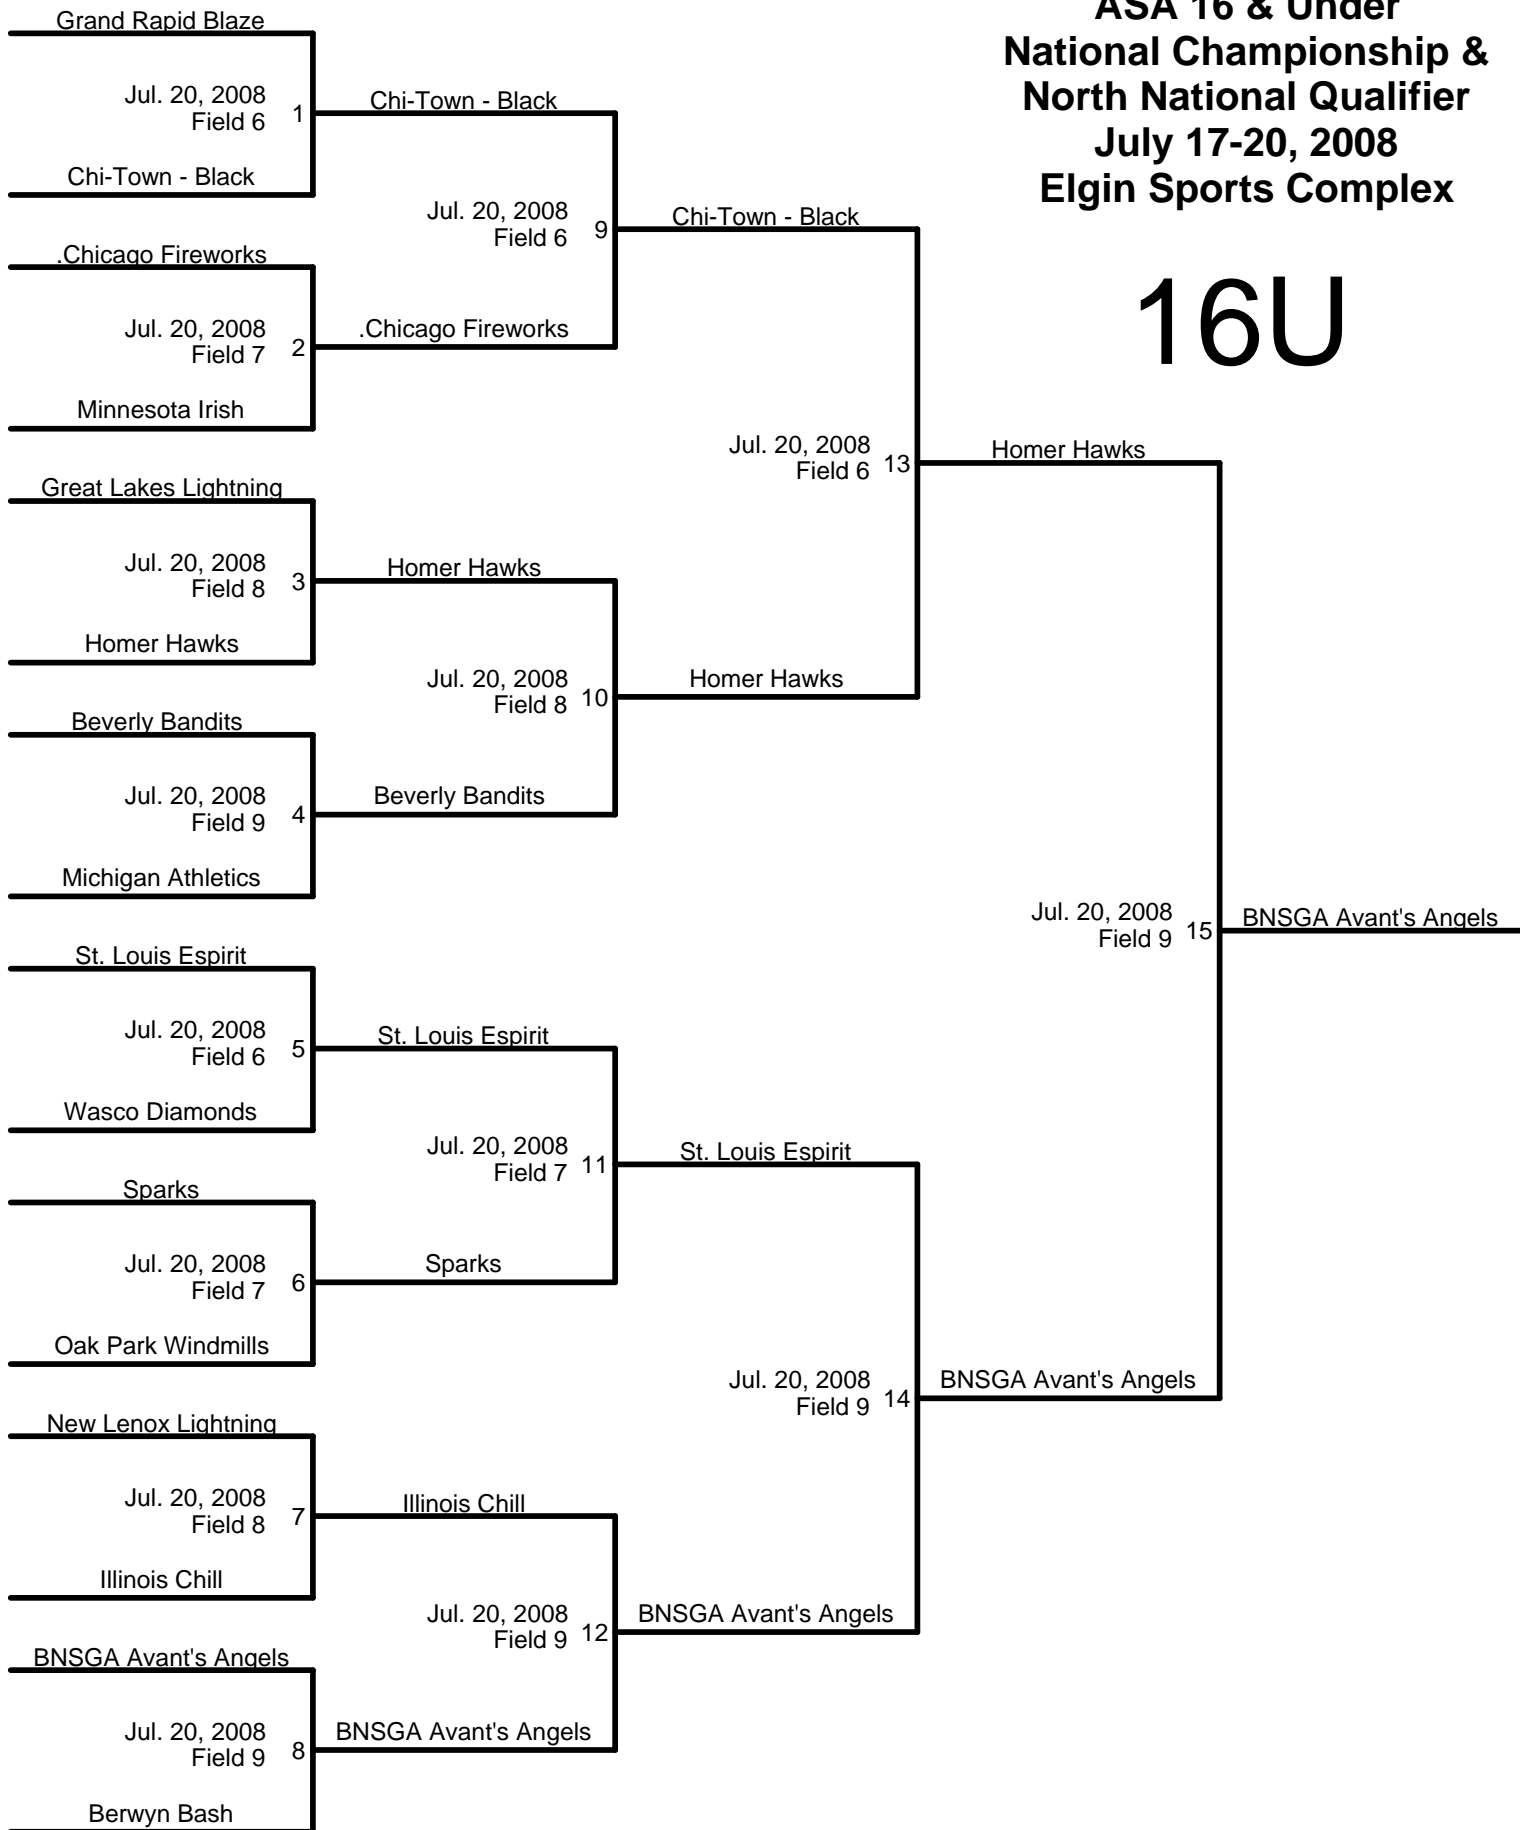 ASA 16 & Under
National Championship &
North National Qualifier
July 17-20, 2008
Elgin Sports Complex
16U
Grand Rapid Blaze
Jul. 20, 2008
Field 6
1
Chi-Town - Black
Chi-Town - Black
.Chicago Fireworks
Jul. 20, 2008
Field 7
2
.Chicago Fireworks
Minnesota Irish
Jul. 20, 2008
Field 6
9
Chi-Town - Black
Great Lakes Lightning
Jul. 20, 2008
Field 8
3
Homer Hawks
Homer Hawks
Beverly Bandits
Jul. 20, 2008
Field 9
4
Beverly Bandits
Michigan Athletics
Jul. 20, 2008
Field 8
10
Homer Hawks
Jul. 20, 2008
Field 6
13
Homer Hawks
St. Louis Espirit
Jul. 20, 2008
Field 6
5
St. Louis Espirit
Wasco Diamonds
Sparks
Jul. 20, 2008
Field 7
6
Sparks
Oak Park Windmills
Jul. 20, 2008
Field 7
11
St. Louis Espirit
New Lenox Lightning
Jul. 20, 2008
Field 8
7
Illinois Chill
Illinois Chill
BNSGA Avant's Angels
Jul. 20, 2008
Field 9
8
BNSGA Avant's Angels
Berwyn Bash
Jul. 20, 2008
Field 9
12
BNSGA Avant's Angels
Jul. 20, 2008
Field 9
14
BNSGA Avant's Angels
Jul. 20, 2008
Field 9
15
BNSGA Avant's Angels